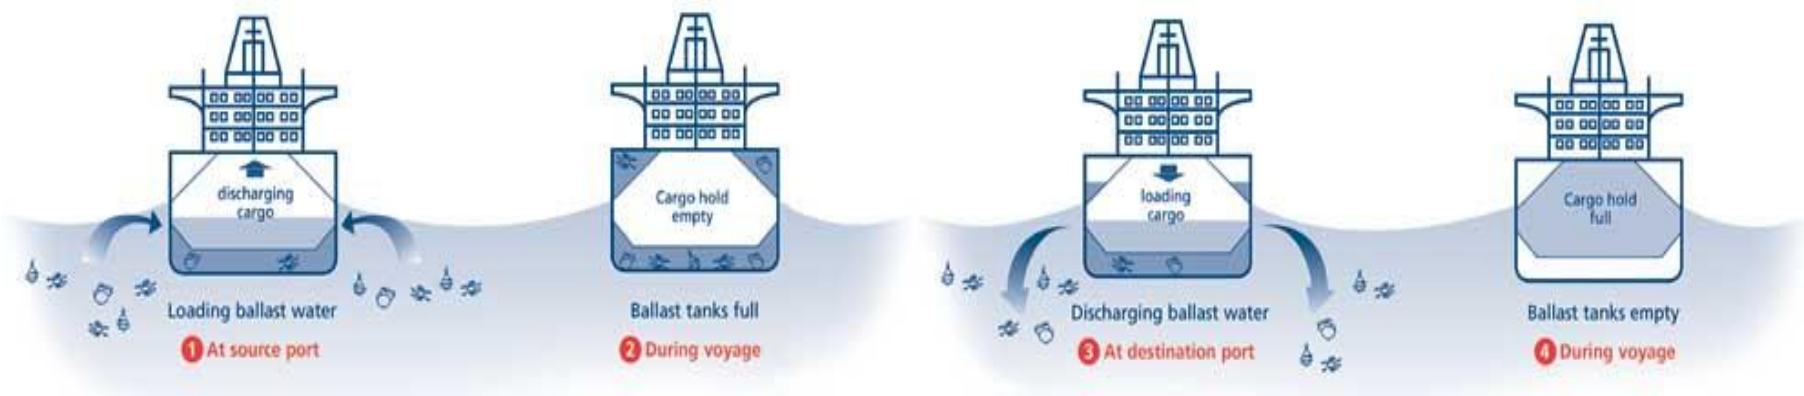 discharging
cargo
Loading ballast water
1 At source port
Cargo hold
empty
Ballast tanks full
2 During voyage
loading
cargo
Discharging ballast water
3 At destination port
Cargo hold
full
Ballast tanks empty
4 During voyage